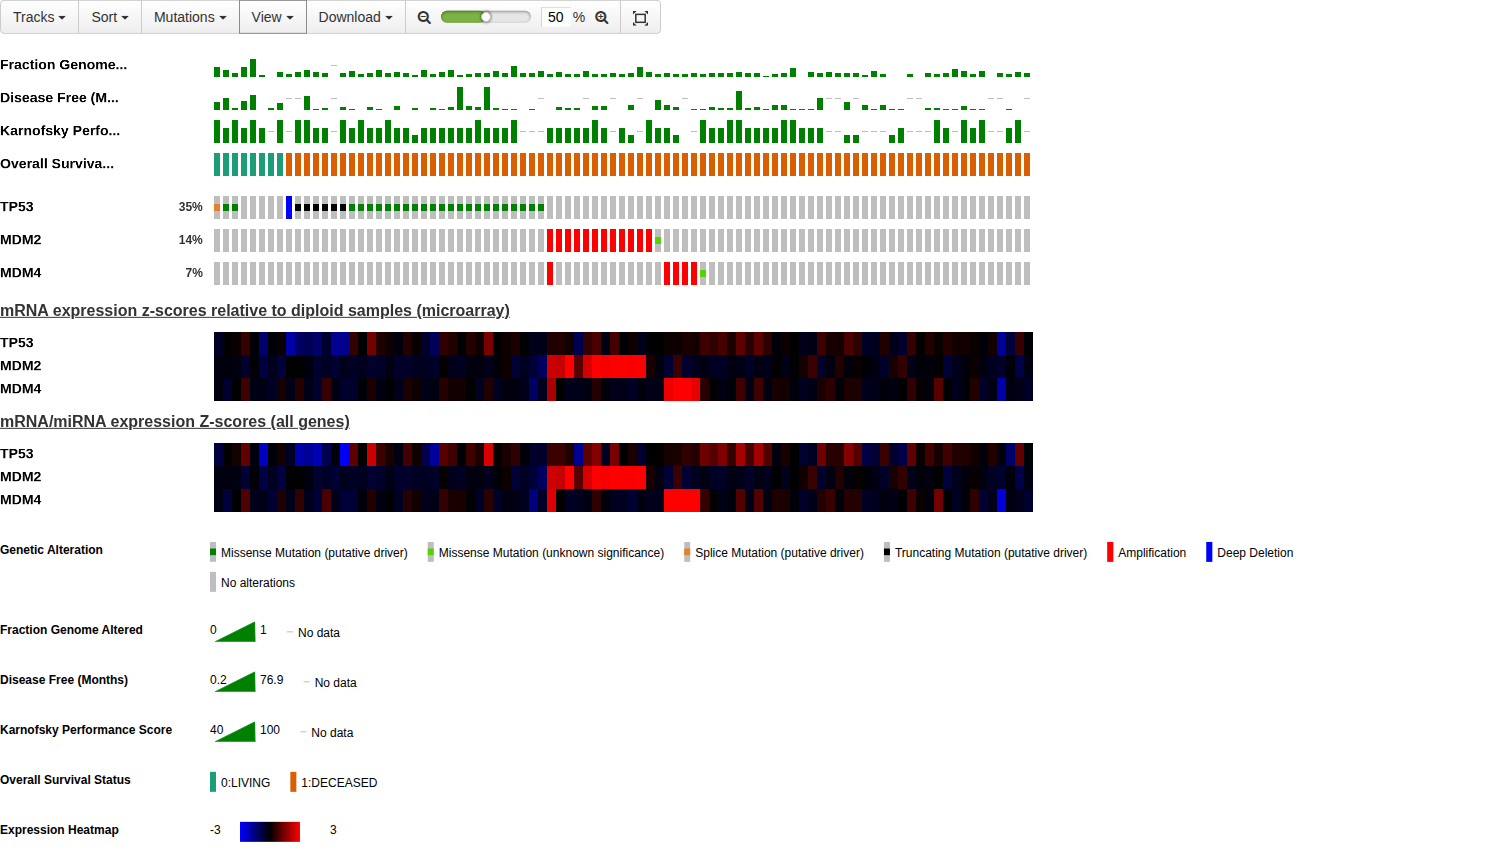 Tracks Sort Mutations View Download 50 %
Fraction Genome...
Disease Free (M...
Karnofsky Perfo...
Overall Surviva...
TP53 35%
MDM2 14%
MDM4 7%
mRNA expression z-scores relative to diploid samples (microarray)
TP53
MDM2
MDM4
mRNA/miRNA expression Z-scores (all genes)
TP53
MDM2
MDM4
Genetic Alteration Missense Mutation (putative driver) Missense Mutation (unknown significance) Splice Mutation (putative driver) Truncating Mutation (putative driver) Amplification Deep Deletion
No alterations
Fraction Genome Altered 0 1 No data
Disease Free (Months) 0.2 76.9 No data
Karnofsky Performance Score 40 100 No data
Overall Survival Status 0:LIVING 1:DECEASED
Expression Heatmap -3 3